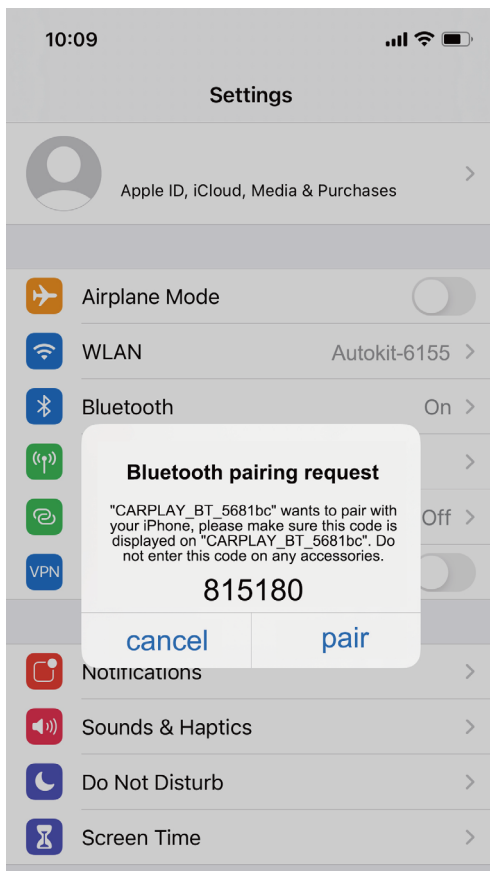 10:09
Settings
Apple ID, iCloud, Media & Purchases
Airplane Mode
WLAN Autokit-6155
Bluetooth On
Bluetooth pairing request
"CARPLAY_BT_5681bc" wants to pair with
your iPhone, please make sure this code is
displayed on "CARPLAY_BT_5681bc". Do
not enter this code on any accessories.
Off
VPN
815180
cancel pair
Notifications
Sounds & Haptics
Do Not Disturb
Screen Time